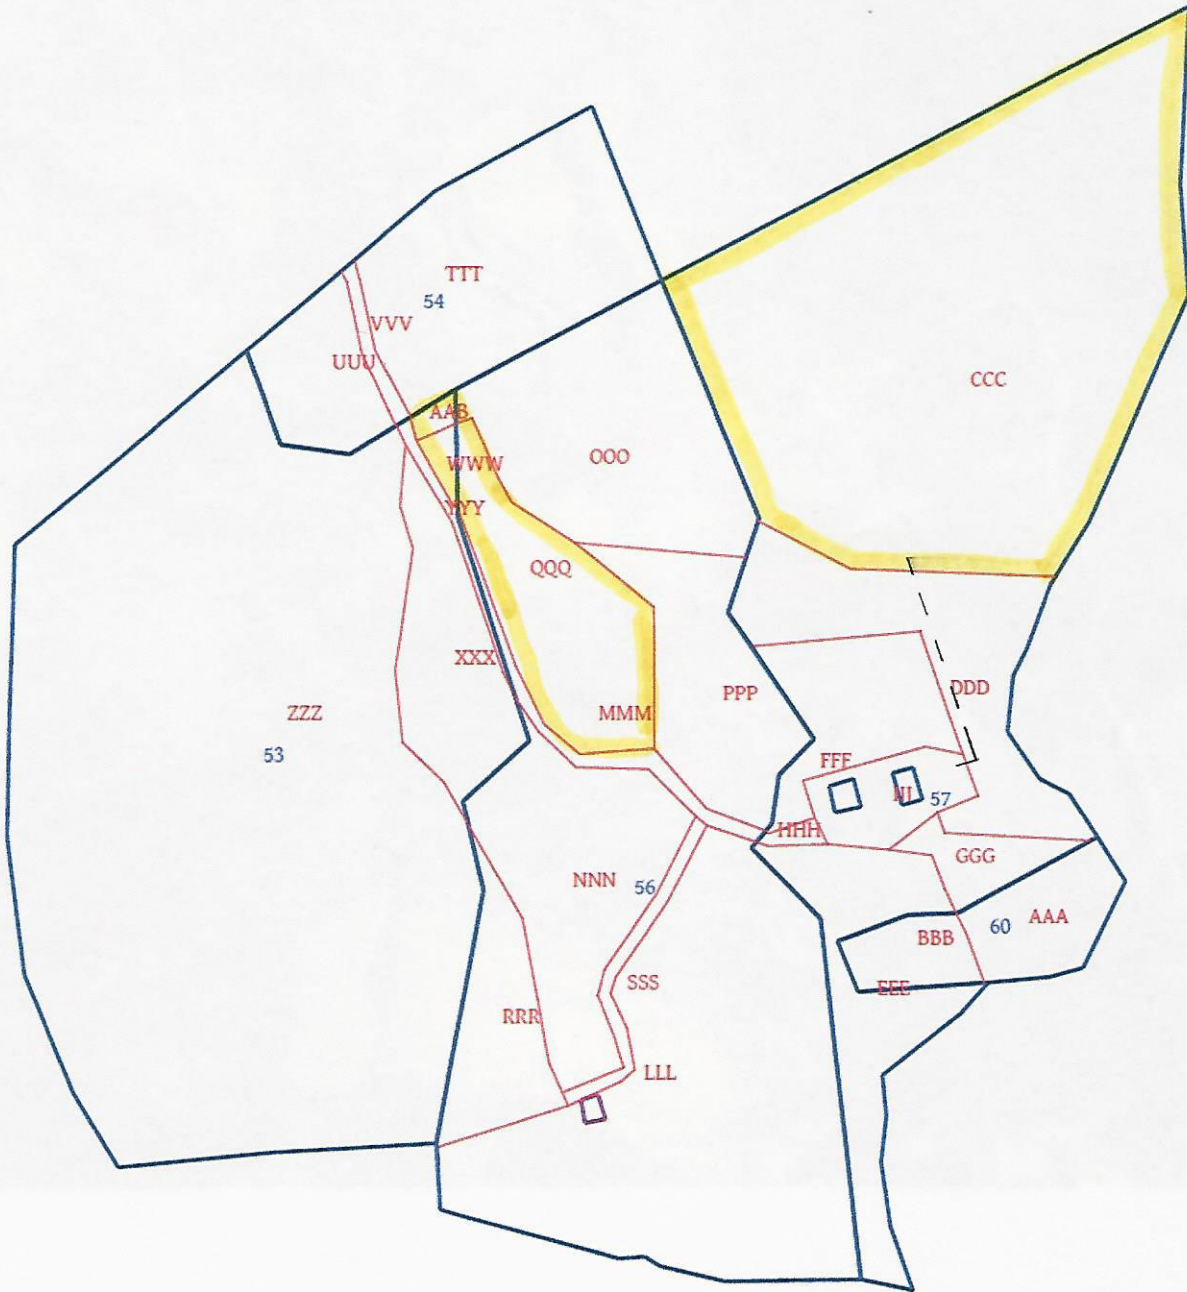 TTT
54
VVV
UUU
CCC
AAB
WWW
OOO
YYY
QQQ
XXX
DDD
PPP
MMM
ZZZ
53
FFF
57
HHH
GGG
NNN
56
AAA
60
BBB
SSS
EEE
RRR
LLL